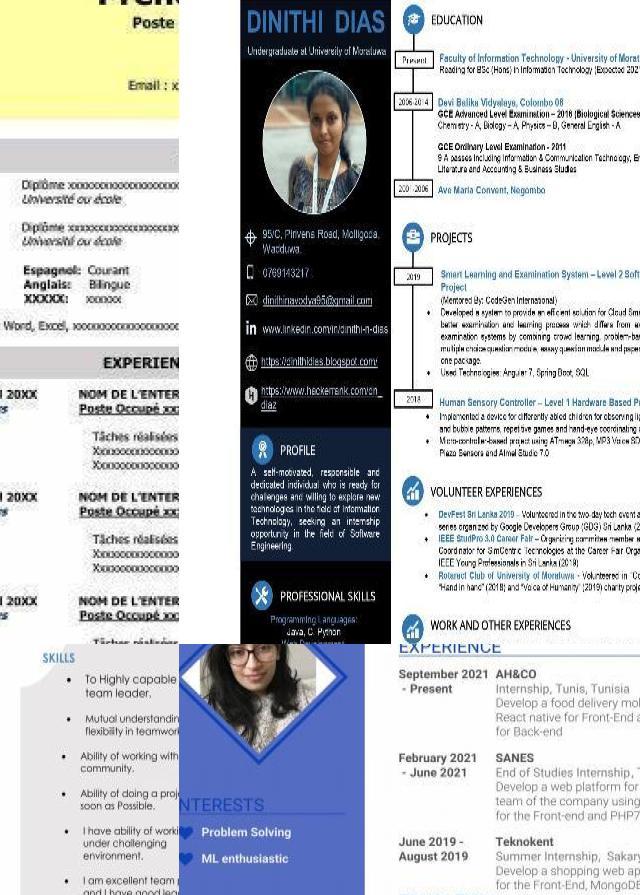 Poste
Email : x
Diplôme xxxxxxxxxxxxxxxxxxx
Université ou école
Diplôme xxxxxxxxxxxxxxxxxxx
Université ou école
Espagnol: Courant
Anglais: Bilingue
XXXXX: xxxxxx
Word, Excel, xxxxxxxxxxxxxxxxxx
EXPERIEN
20XX NOM DE L'ENTER
Poste Occupé xx
Tâches réalisées
Xxxxxxxxxxxxxxx
Xxxxxxxxxxxxxxx
20XX NOM DE L'ENTER
Poste Occupé xx
Tâches réalisées
Xxxxxxxxxxxxxxx
Xxxxxxxxxxxxxxx
20XX NOM DE L'ENTER
Poste Occupé xx
Tâches réalisées
DINITHI DIAS
Undergraduate at University of Moratuwa
95/C, Pirivena Road, Molligoda,
Wadduwa.
0769143217
dinithinavodya95@gmail.com
www.linkedin.com/in/dinithi-n-dias
https://dinithidias.blogspot.com/
https://www.hackerrank.com/dn_
diaz
PROFILE
A self-motivated, responsible and
dedicated individual who is ready for
challenges and willing to explore new
technologies in the field of Information
Technology, seeking an internship
opportunity in the field of Software
Engineering.
PROFESSIONAL SKILLS
Programming Languages:
Java, C, Python
EDUCATION
Present
Faculty of Information Technology - University of Morat
Reading for BSc (Hons) in Information Technology (Expected 202
2006-2014
Devi Balika Vidyalaya, Colombo 08
GCE Advanced Level Examination – 2016 (Biological Sciences
Chemistry - A, Biology – A, Physics – B, General English - A
GCE Ordinary Level Examination - 2011
9 A passes including Information & Communication Technology, En
Literature and Accounting & Business Studies
2001-2006
Ave Maria Convent, Negombo
PROJECTS
2019
Smart Learning and Examination System – Level 2 Soft
Project
(Mentored By: CodeGen International)
• Developed a system to provide an efficient solution for Cloud Sma
better examination and learning process which differs from ex
examination systems by combining crowd learning, problem-bas
multiple choice question module, essay question module and pape
one package.
• Used Technologies: Angular 7, Spring Boot, SQL
2018
Human Sensory Controller – Level 1 Hardware Based Pr
• Implemented a device for differently abled children for observing lig
and bubble patterns, repetitive games and hand-eye coordinating
• Micro-controller-based project using ATmega 328p, MP3 Voice SD
Piazo Sensors and Atmel Studio 7.0
VOLUNTEER EXPERIENCES
• DevFest Sri Lanka 2019 – Volunteered in the two-day tech event a
series organized by Google Developers Group (GDG) Sri Lanka (2
• IEEE StudPro 3.0 Career Fair – Organizing committee member a
Coordinator for SimCentric Technologies at the Career Fair Orga
IEEE Young Professionals in Sri Lanka (2019)
• Rotaract Club of University of Moratuwa - Volunteered in "Co
"Hand in hand" (2018) and "Voice of Humanity" (2019) charity proje
WORK AND OTHER EXPERIENCES
SKILLS
• To Highly capable
team leader.
• Mutual understandin
flexibility in teamwor
• Ability of working with
community.
• Ability of doing a proj
soon as Possible.
• I have ability of worki
under challenging
environment.
• I am excellent team p
and I have good lea
NTERESTS
Problem Solving
ML enthusiastic
EXPERIENCE
September 2021 AH&CO
- Present Internship, Tunis, Tunisia
Develop a food delivery mol
React native for Front-End a
for Back-end
February 2021 SANES
- June 2021 End of Studies Internship, T
Develop a web platform for
team of the company using
for the Front-end and PHP7
June 2019 - Teknokent
August 2019 Summer Internship, Sakary
Develop a shopping web ap
for the Front-End, MongoDB